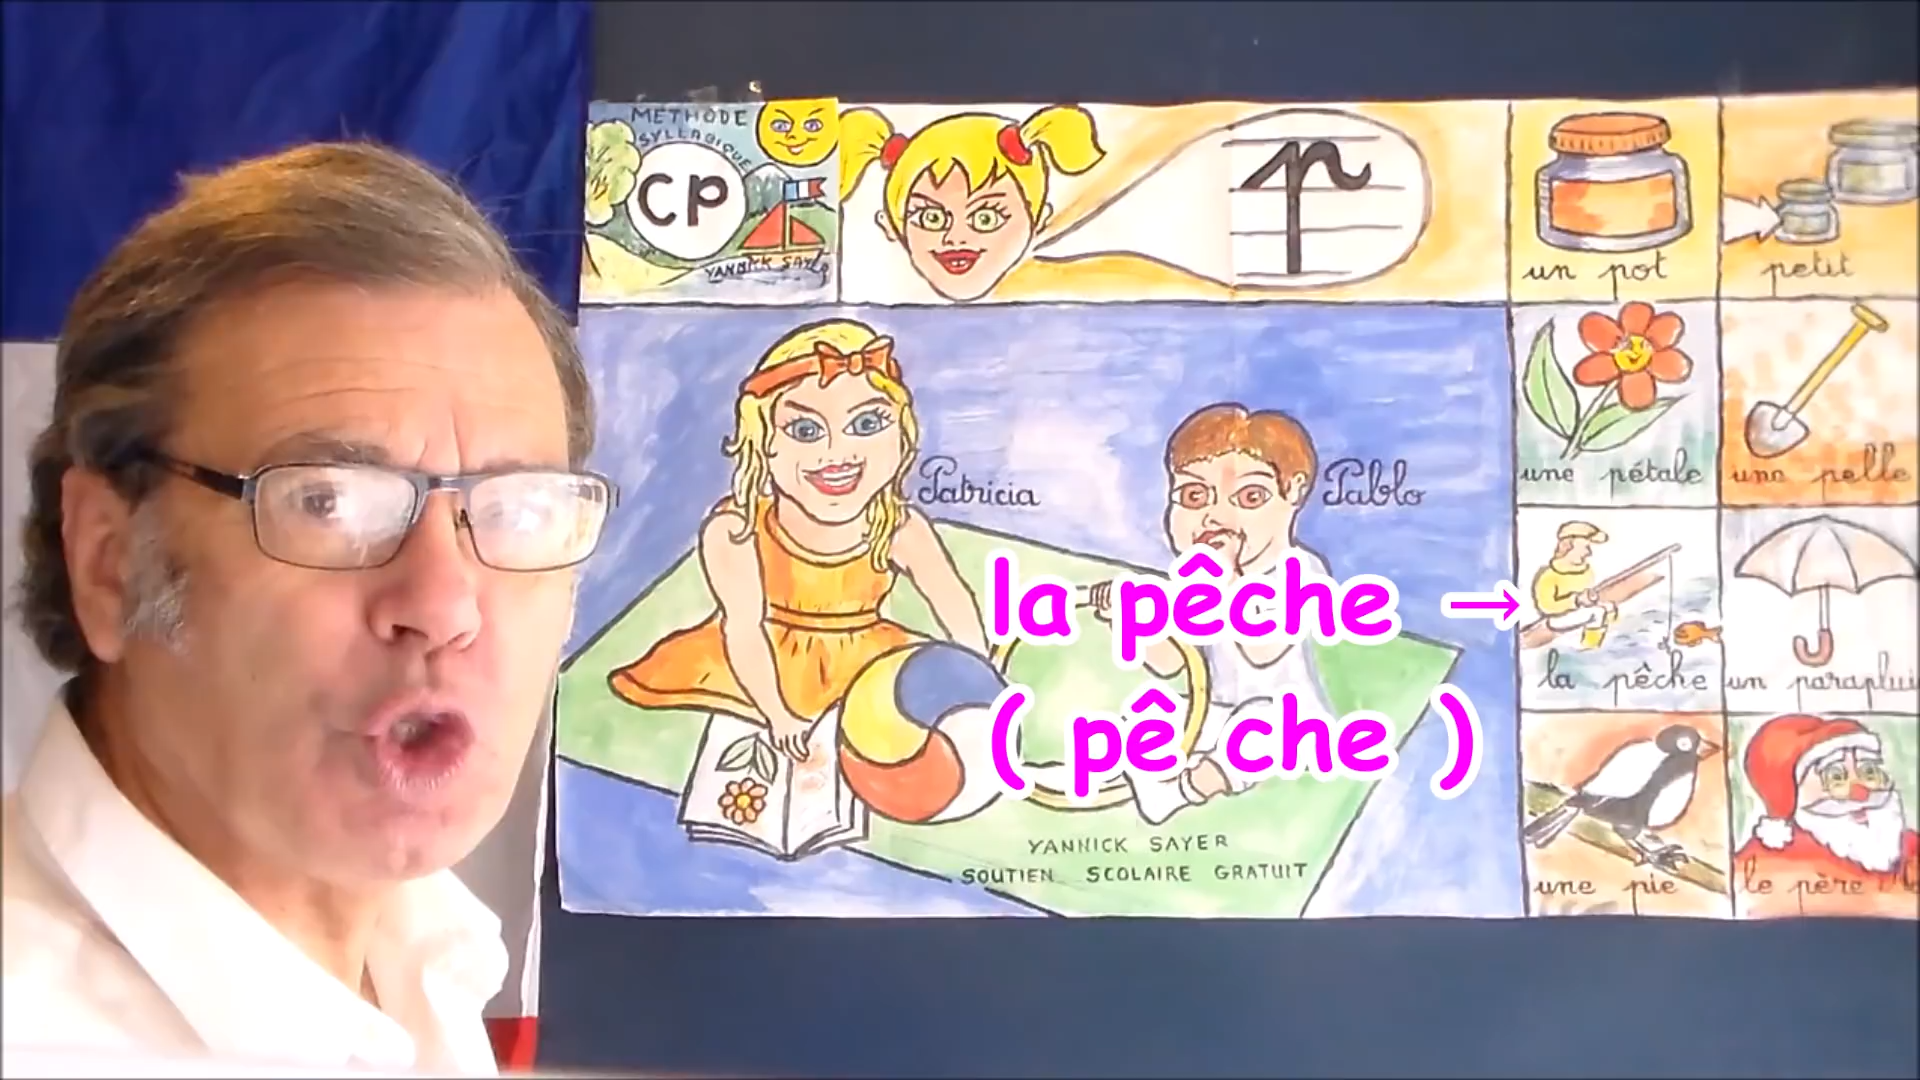 MÉTHODE
SYLLABIQUE
CP
YANNICK SAYER
p
un pot
petit
Patricia
Pablo
une pétale
une pelle
la pêche →
( pê che )
la pêche
un parapluie
une pie
le père
YANNICK SAYER
SOUTIEN SCOLAIRE GRATUIT